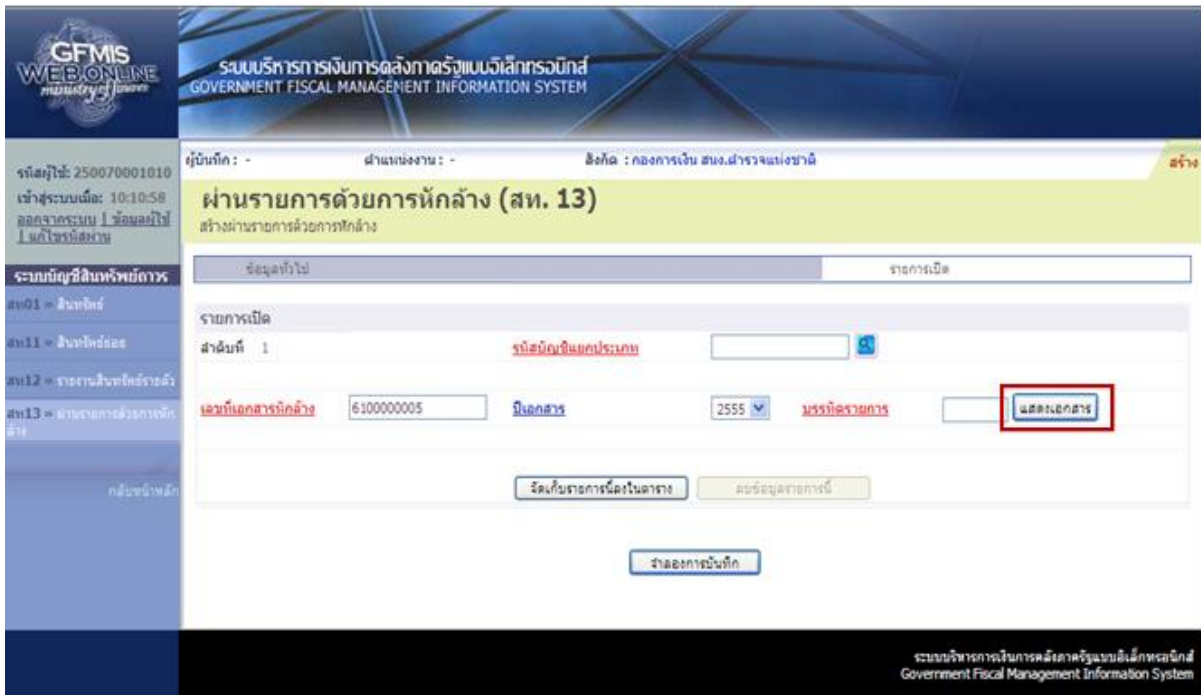 GFMIS
WEB ONLINE
ministry of finance
ระบบบริหารการเงินการคลังภาครัฐแบบอิเล็กทรอนิกส์
GOVERNMENT FISCAL MANAGEMENT INFORMATION SYSTEM
รหัสผู้ใช้: 250070001010
เข้าสู่ระบบเมื่อ: 10:10:58
ออกจากระบบ | ข้อมูลผู้ใช้
| แก้ไขรหัสผ่าน
ผู้บันทึก : - ตำแหน่งงาน : - สังกัด : กองการเงิน สนง.ตำรวจแห่งชาติ
สร้าง
ผ่านรายการด้วยการหักล้าง (สท. 13)
สร้างผ่านรายการด้วยการหักล้าง
ระบบบัญชีสินทรัพย์ถาวร
สท01 » สินทรัพย์
สท11 » สินทรัพย์ย่อย
สท12 » รายงานสินทรัพย์รายตัว
สท13 » ผ่านรายการด้วยการหัก
ล้าง
กลับหน้าหลัก
ข้อมูลทั่วไป รายการเปิด
รายการเปิด
ลำดับที่ 1 รหัสบัญชีแยกประเภท
เลขที่เอกสารหักล้าง 6100000005 ปีเอกสาร 2555 บรรทัดรายการ แสดงเอกสาร
จัดเก็บรายการนี้ลงในตาราง ลบข้อมูลรายการนี้
จำลองการบันทึก
ระบบบริหารการเงินการคลังภาครัฐแบบอิเล็กทรอนิกส์
Government Fiscal Management Information System